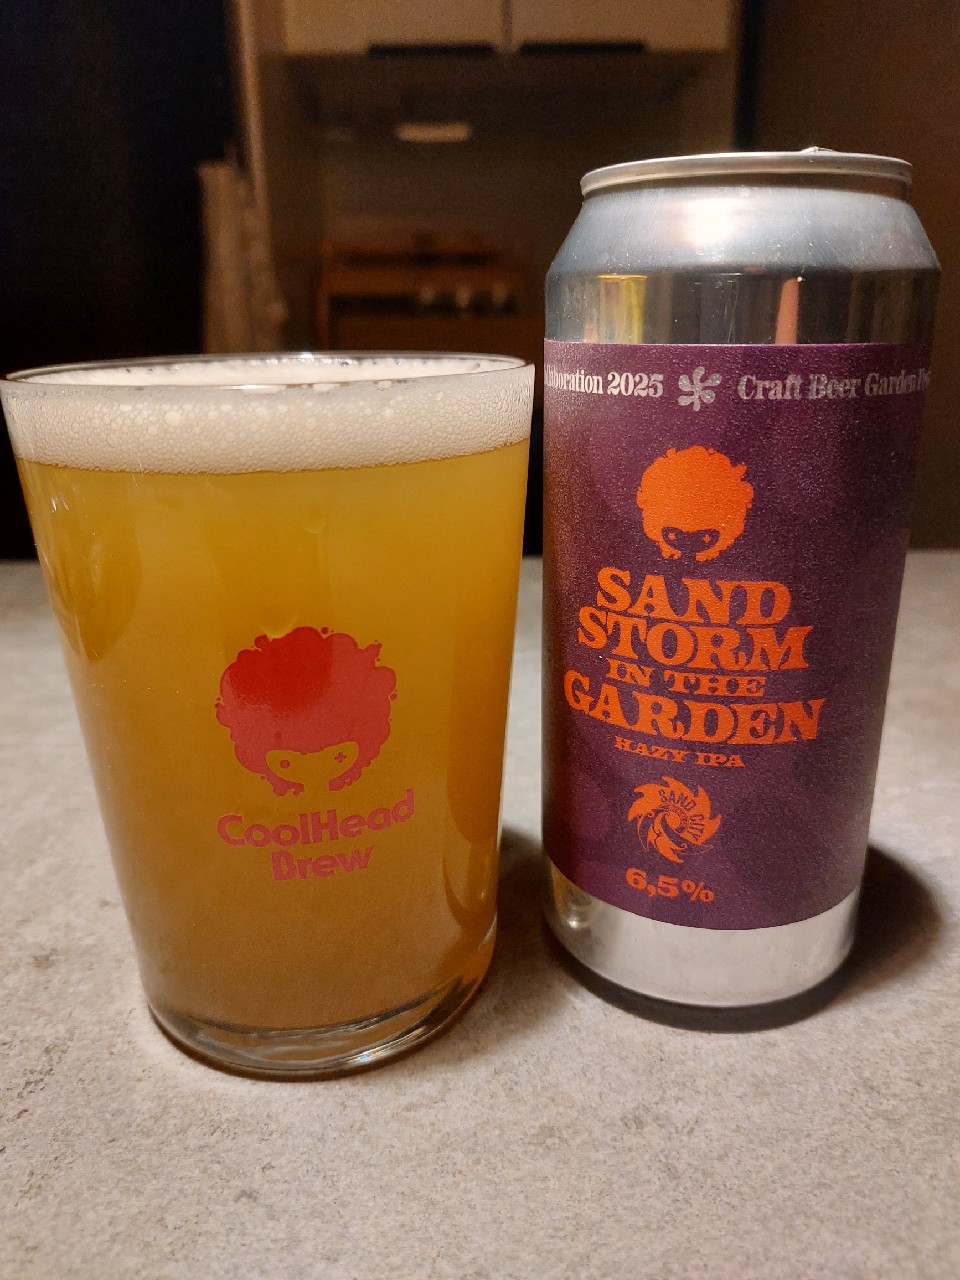 CoolHead
Brew
2025 Craft Beer Garden
SAND
STORM
IN THE
GARDEN
HAZY IPA
SAND CITY
6,5%